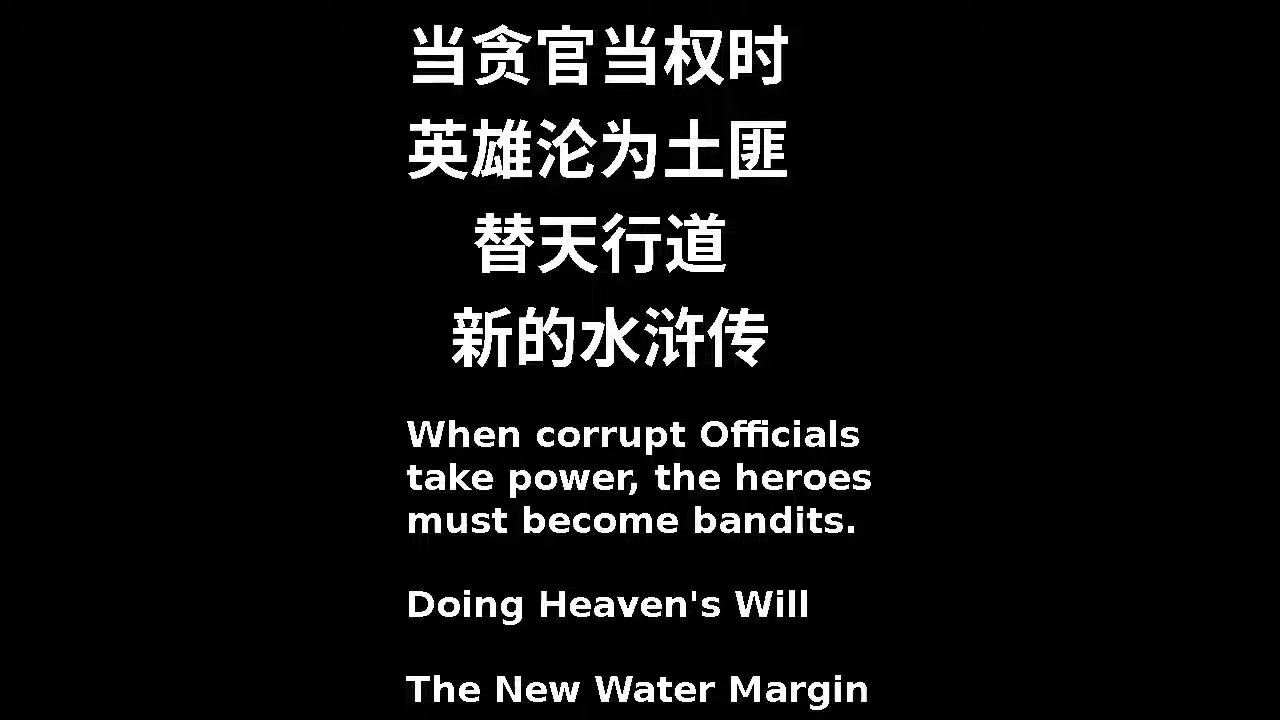 当贪官当权时
英雄沦为土匪
替天行道
新的水浒传
When corrupt Officials
take power, the heroes
must become bandits.
Doing Heaven's Will
The New Water Margin